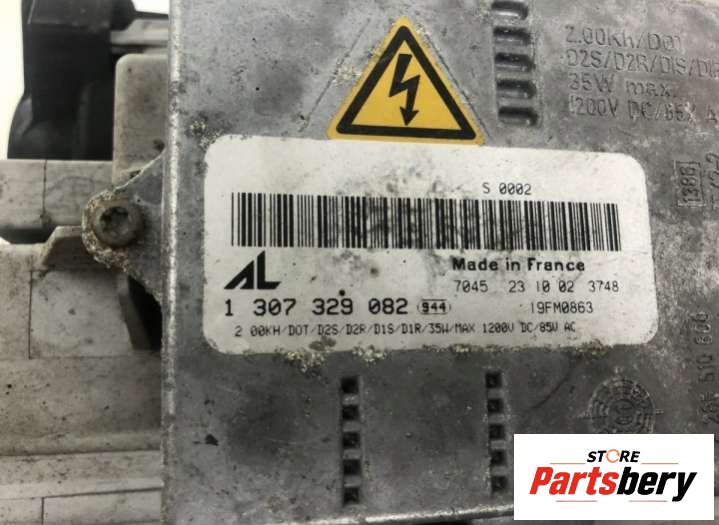 2.00Kh/DOT
D2S/D2R/D1S/D1R
35W max.
1200V DC/85V A
S 0002
AL
Made in France
7045 23 10 02 3748
1 307 329 082 944 19FM0863
2 00KH/DOT/D2S/D2R/D1S/D1R/35W/MAX 1200V DC/85V AC
STORE
Partsbery